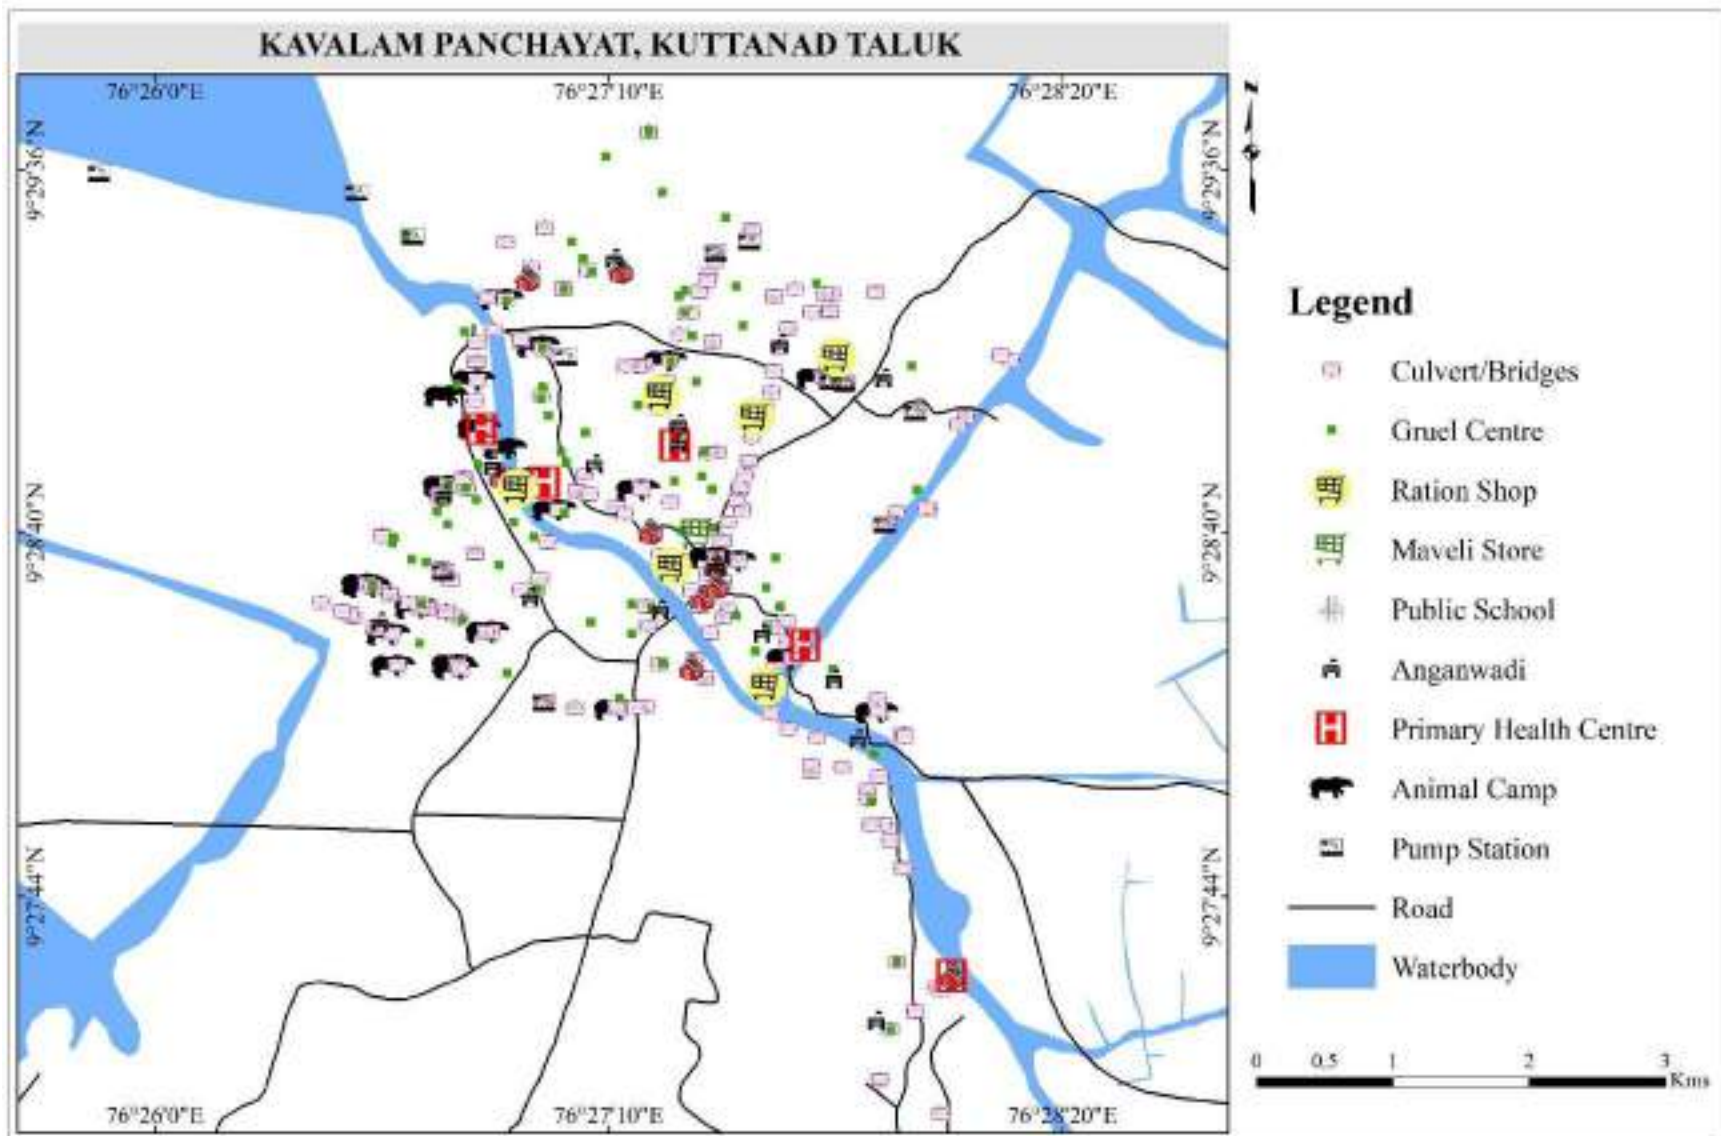 KAVALAM PANCHAYAT, KUTTANAD TALUK
76°26'0"E
76°27'10"E
76°28'20"E
9°29'36"N
9°29'36"N
9°28'40"N
9°28'40"N
9°27'44"N
9°27'44"N
76°26'0"E
76°27'10"E
76°28'20"E
N
Legend
Culvert/Bridges
Gruel Centre
Ration Shop
Maveli Store
Public School
Anganwadi
Primary Health Centre
Animal Camp
Pump Station
Road
Waterbody
0 0.5 1 2 3
Kms